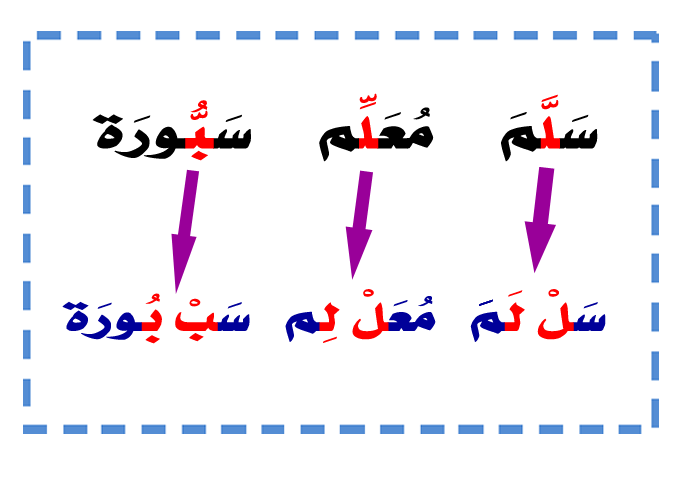 سَلَّمَ مُعَلِّم سَبُّورَة
سَلْ لَمَ مُعَلْ لِم سَبْ بُورَة